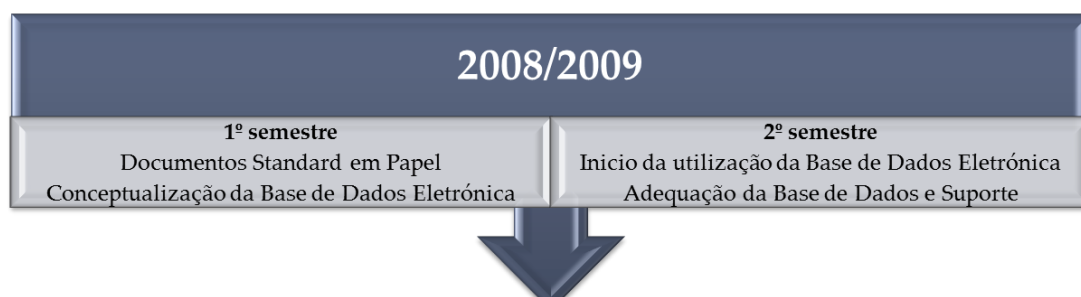 2008/2009
1º semestre
Documentos Standard em Papel
Conceptualização da Base de Dados Eletrónica
2º semestre
Inicio da utilização da Base de Dados Eletrónica
Adequação da Base de Dados e Suporte